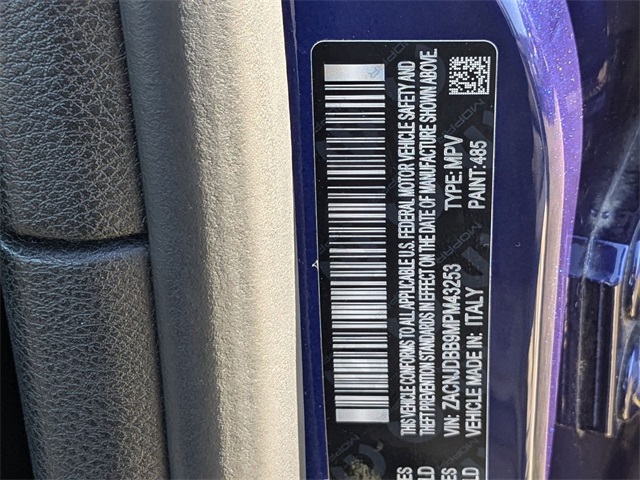 THIS VEHICLE CONFORMS TO ALL APPLICABLE U.S. FEDERAL MOTOR VEHICLE SAFETY AND
THEFT PREVENTION STANDARDS IN EFFECT ON THE DATE OF MANUFACTURE SHOWN ABOVE.
VIN: ZACNJDBB9MPM43253 TYPE: MPV
VEHICLE MADE IN: ITALY PAINT: 485